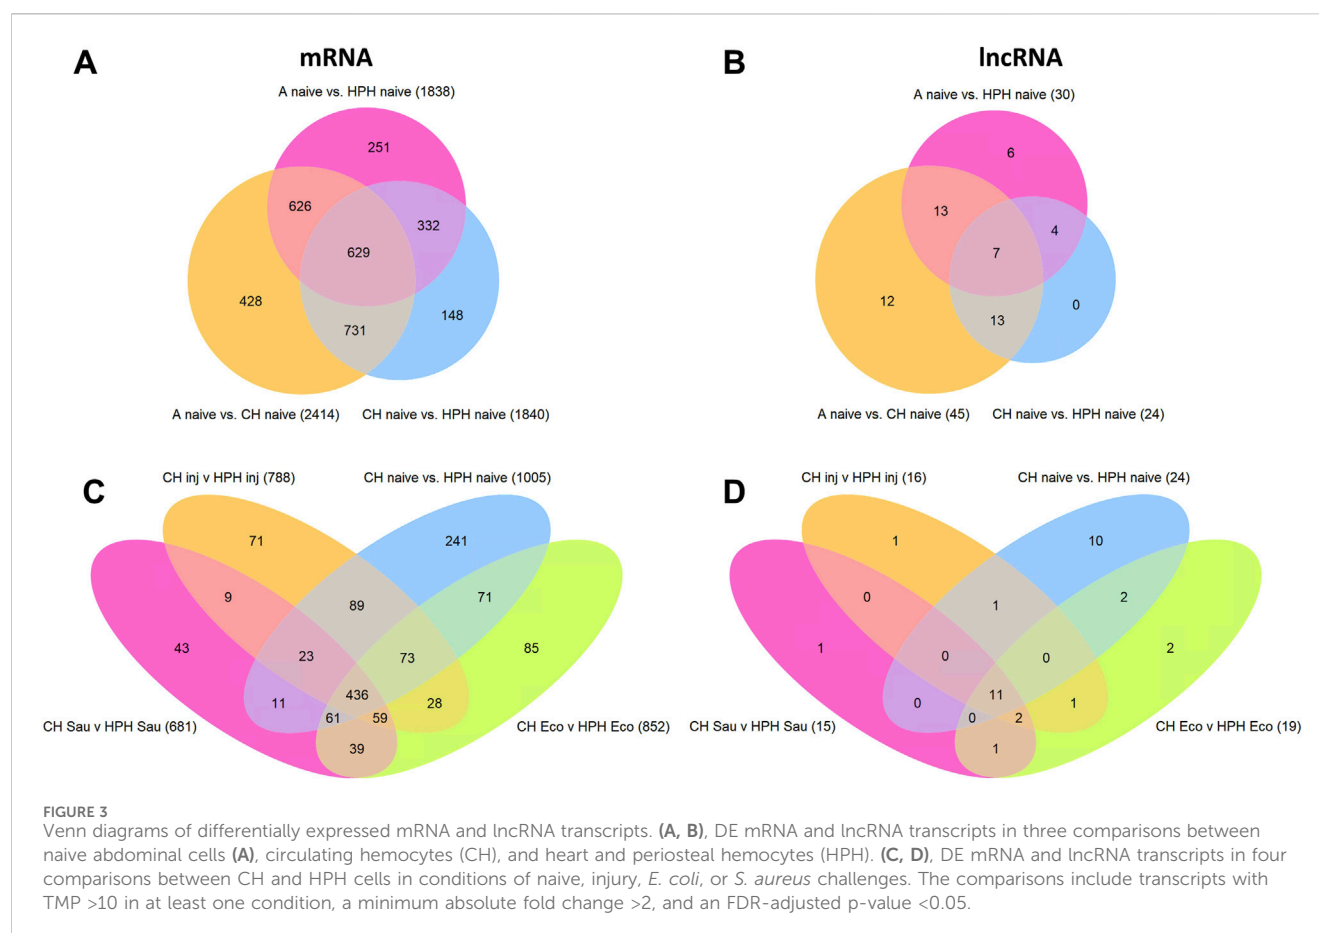 A
mRNA
A naive vs. HPH naive (1838)
251
626
332
629
428
731
148
A naive vs. CH naive (2414)
CH naive vs. HPH naive (1840)
B
lncRNA
A naive vs. HPH naive (30)
6
13
4
7
12
13
0
A naive vs. CH naive (45)
CH naive vs. HPH naive (24)
C
CH inj v HPH inj (788)
CH naive vs. HPH naive (1005)
71
241
9
89
71
43
23
73
85
11
436
28
61
59
39
CH Sau v HPH Sau (681)
CH Eco v HPH Eco (852)
D
CH inj v HPH inj (16)
CH naive vs. HPH naive (24)
1
10
0
1
2
1
0
0
2
0
11
1
0
2
1
CH Sau v HPH Sau (15)
CH Eco v HPH Eco (19)
FIGURE 3
Venn diagrams of differentially expressed mRNA and lncRNA transcripts. (A, B), DE mRNA and lncRNA transcripts in three comparisons between
naive abdominal cells (A), circulating hemocytes (CH), and heart and periosteal hemocytes (HPH). (C, D), DE mRNA and lncRNA transcripts in four
comparisons between CH and HPH cells in conditions of naive, injury, E. coli, or S. aureus challenges. The comparisons include transcripts with
TMP >10 in at least one condition, a minimum absolute fold change >2, and an FDR-adjusted p-value <0.05.